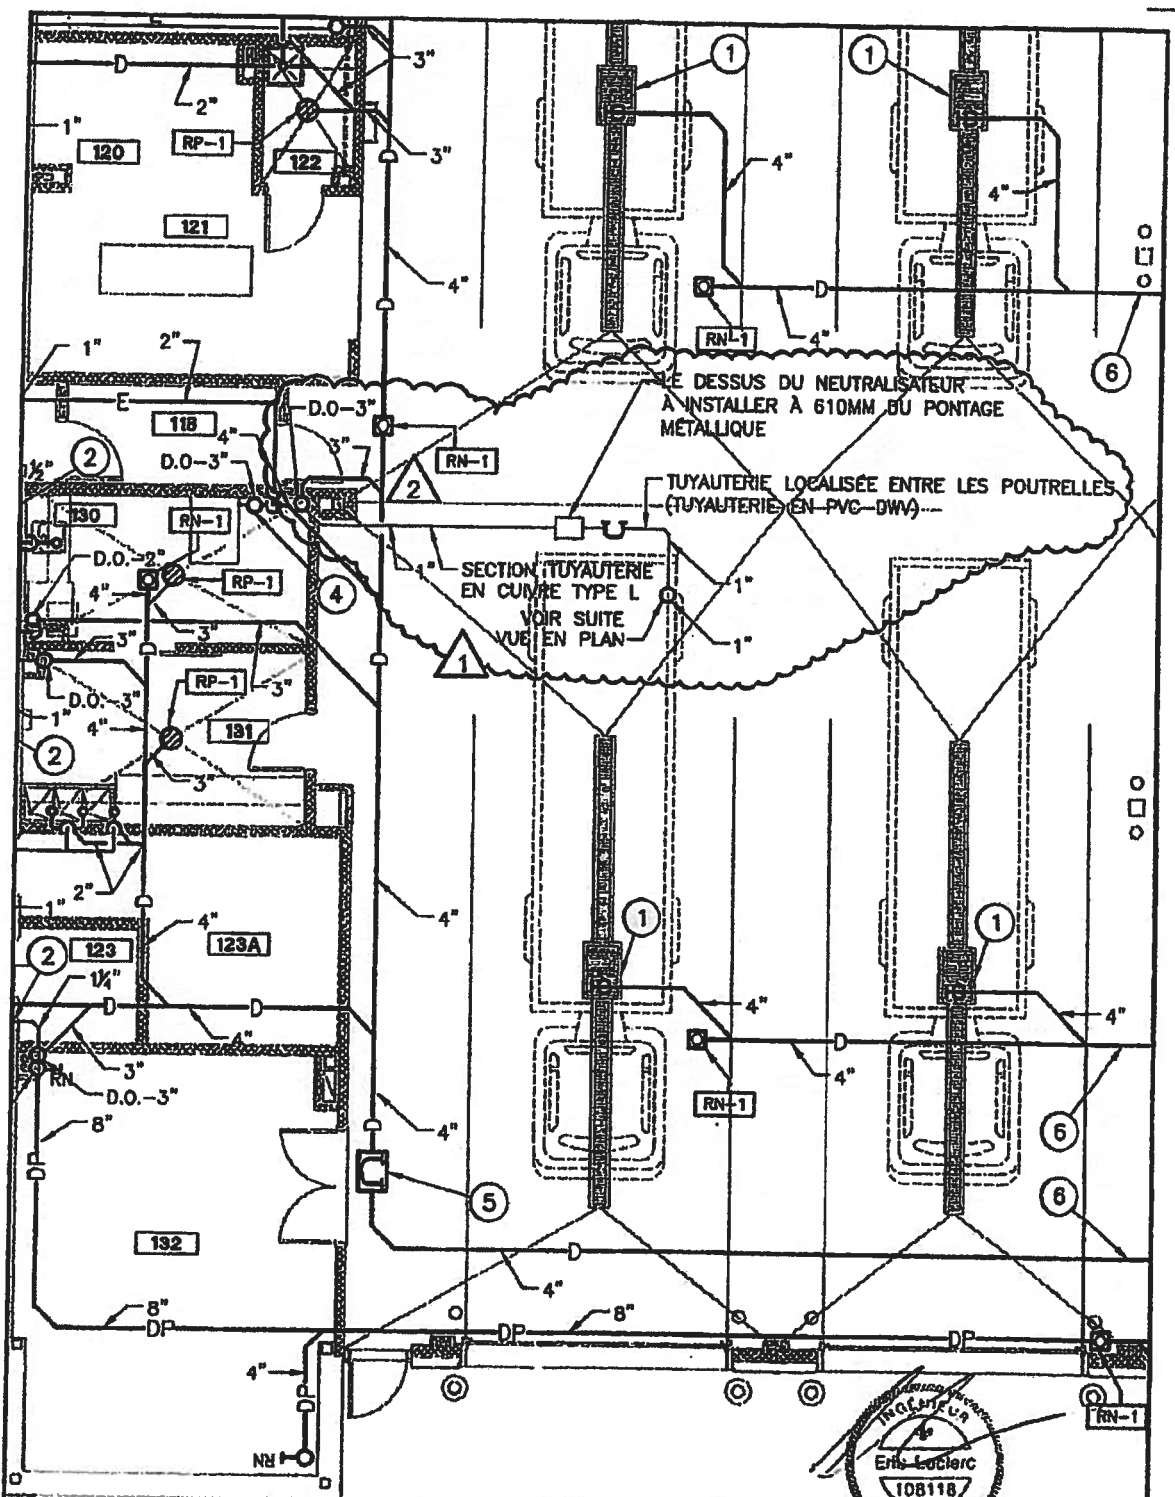 E
3"
1
1
D
2"
1"
RP-1
120
122
3"
4"
4"
121
4"
D
RN-1
4"
6
1"
2"
LE DESSUS DU NEUTRALISATEUR
À INSTALLER À 610MM DU PONTAGE
MÉTALLIQUE
E
118
D.O-3"
4"
3"
RN-1
2
D.O-3"
2
1½"
TUYAUTERIE LOCALISÉE ENTRE LES POUTRELLES
(TUYAUTERIE EN PVC-DWV)
130
RN-1
D.O.-2"
RP-1
4"
3"
4
1"
SECTION TUYAUTERIE
EN CUIVRE TYPE L
1"
VOIR SUITE
VUE EN PLAN
1"
3"
3"
1
D.O.-3"
RP-1
1"
4"
131
2
3"
2"
1"
4"
4"
1
1
123
123A
2
1¼"
D
D
4"
4"
4"
3"
RN
D.O.-3"
D
4"
RN-1
6
8"
4"
DP
5
6
132
D
4"
8"
DP
DP
8"
DP
4"
DP
RN
RN-1
INGÉNIEUR
Eric Leclerc
108118